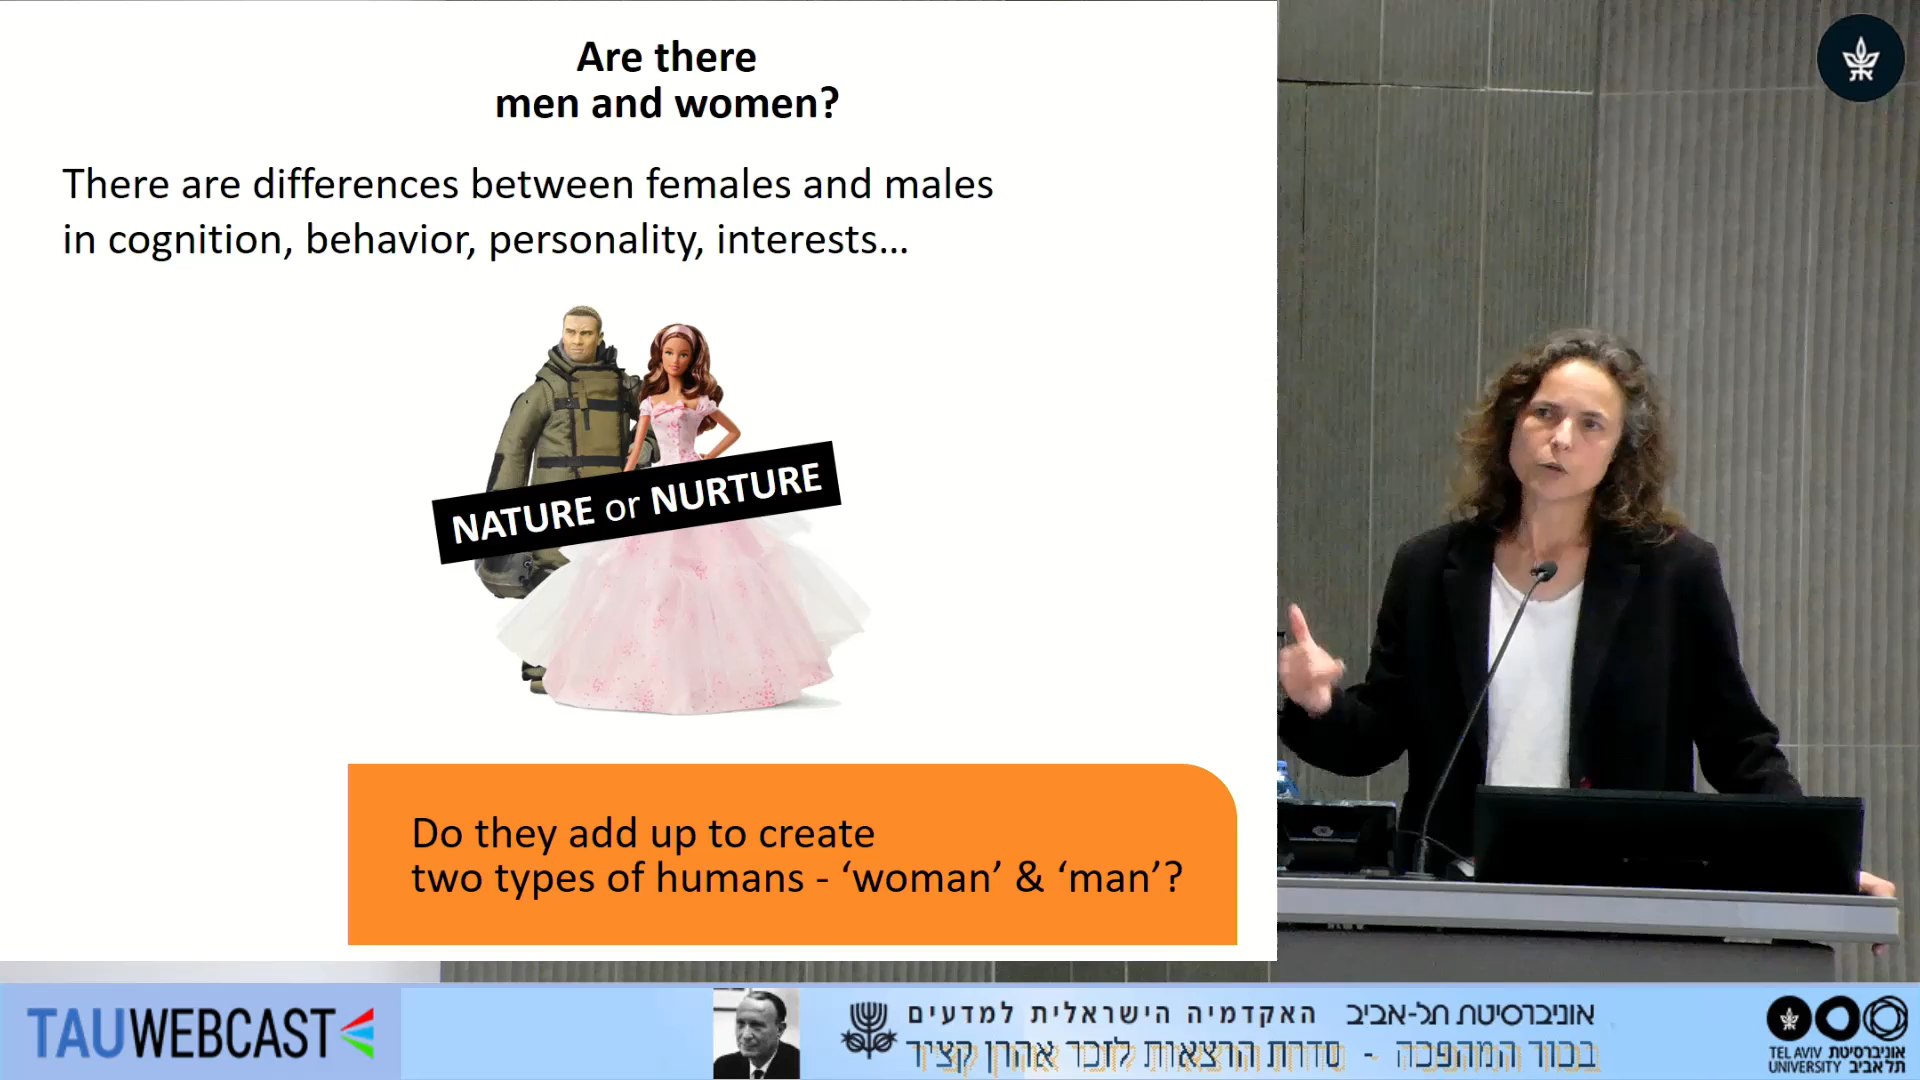 Are there
men and women?
There are differences between females and males
in cognition, behavior, personality, interests...
NATURE or NURTURE
Do they add up to create
two types of humans - ‘woman’ & ‘man’?
TAUWEBCAST
האקדמיה הישראלית למדעים
אוניברסיטת תל-אביב
בכור המהפכה - סדרת הרצאות לזכר אהרן קציר
TEL AVIV אוניברסיטת
UNIVERSITY תל אביב